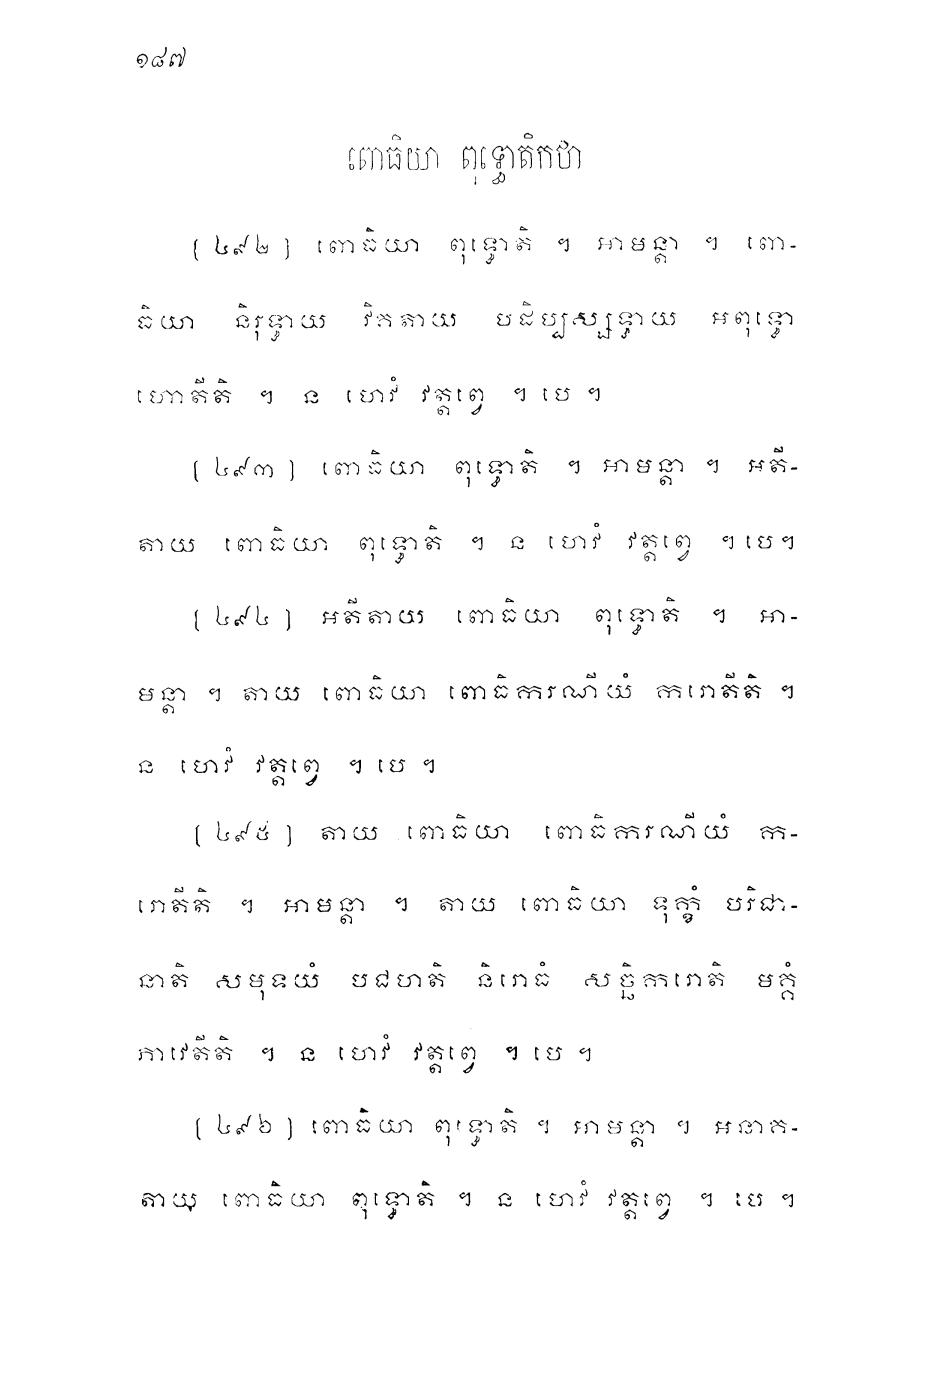 ១៨៧
ពោធិយា ពុទ្ធោតិកថា
[៤៩២] ពោធិយា ពុទ្ធោតិ ។ អាមន្តា ។ ពោ-
ធិយា និរុទ្ធាយ វិគតាយ បដិប្បស្សទ្ធាយ អពុទ្ធោ
ហោតីតិ ។ ន ហេវំ វត្តព្វេ ។ បេ ។
[៤៩៣] ពោធិយា ពុទ្ធោតិ ។ អាមន្តា ។ អតី-
តាយ ពោធិយា ពុទ្ធោតិ ។ ន ហេវំ វត្តព្វេ ។ បេ ។
[៤៩៤] អតីតាយ ពោធិយា ពុទ្ធោតិ ។ អា-
មន្តា ។ តាយ ពោធិយា ពោធិករណីយំ ករោតីតិ ។
ន ហេវំ វត្តព្វេ ។ បេ ។
[៤៩៥] តាយ ពោធិយា ពោធិករណីយំ ក-
រោតីតិ ។ អាមន្តា ។ តាយ ពោធិយា ទុក្ខំ បរិជា-
នាតិ សមុទយំ បជហតិ និរោធំ សច្ឆិករោតិ មគ្គំ
ភាវេតីតិ ។ ន ហេវំ វត្តព្វេ ។ បេ ។
[៤៩៦] ពោធិយា ពុទ្ធោតិ ។ អាមន្តា ។ អនាគ-
តាយ ពោធិយា ពុទ្ធោតិ ។ ន ហេវំ វត្តព្វេ ។ បេ ។